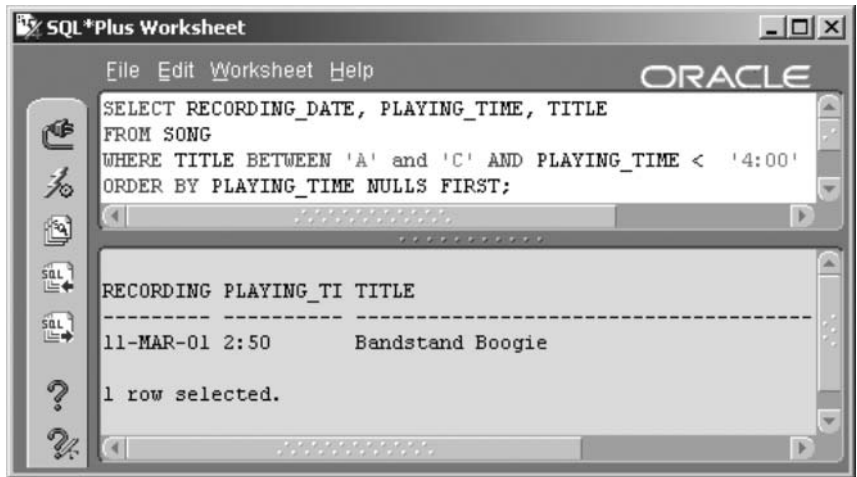 SQL*Plus Worksheet
File Edit Worksheet Help
ORACLE
SELECT RECORDING_DATE, PLAYING_TIME, TITLE
FROM SONG
WHERE TITLE BETWEEN 'A' and 'C' AND PLAYING_TIME < '4:00'
ORDER BY PLAYING_TIME NULLS FIRST;
SQL
SQL
RECORDING PLAYING_TI TITLE
--------- ---------- ----------------------------------------
11-MAR-01 2:50 Bandstand Boogie
1 row selected.